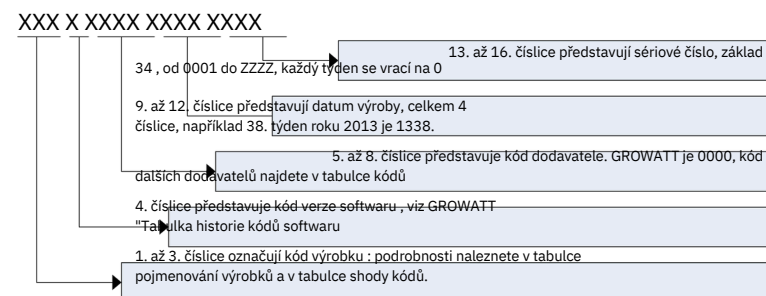 XXX X XXXX XXXX XXXX
13. až 16. číslice představují sériové číslo, základ
34 , od 0001 do ZZZZ, každý týden se vrací na 0
9. až 12. číslice představují datum výroby, celkem 4
číslice, například 38. týden roku 2013 je 1338.
5. až 8. číslice představuje kód dodavatele. GROWATT je 0000, kód
dalších dodavatelů najdete v tabulce kódů
4. číslice představuje kód verze softwaru , viz GROWATT
"Tabulka historie kódů softwaru
1. až 3. číslice označují kód výrobku : podrobnosti naleznete v tabulce
pojmenování výrobků a v tabulce shody kódů.